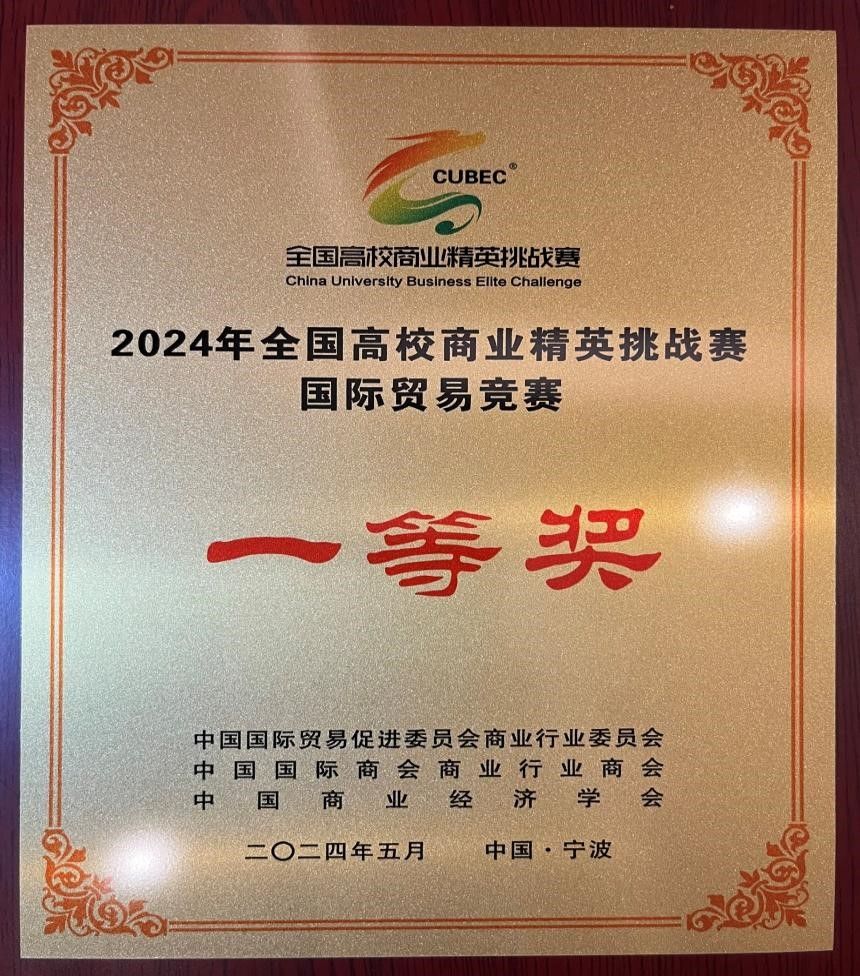 CUBEC®
全国高校商业精英挑战赛
China University Business Elite Challenge
2024年全国高校商业精英挑战赛
国际贸易竞赛
一等奖
中国国际贸易促进委员会商业行业委员会
中国国际商会商业行业商会
中国商业经济学会
二〇二四年五月 中国·宁波